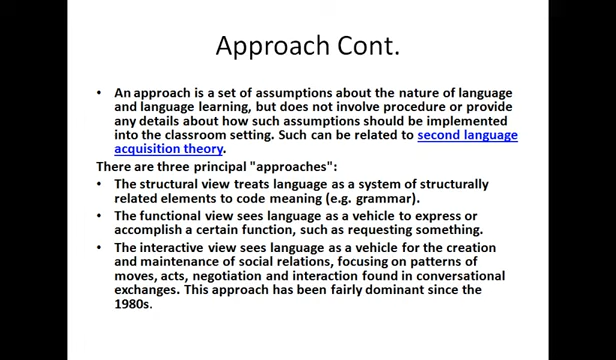 Approach Cont.
• An approach is a set of assumptions about the nature of language
and language learning, but does not involve procedure or provide
any details about how such assumptions should be implemented
into the classroom setting. Such can be related to second language
acquisition theory.
There are three principal "approaches":
• The structural view treats language as a system of structurally
related elements to code meaning (e.g. grammar).
• The functional view sees language as a vehicle to express or
accomplish a certain function, such as requesting something.
• The interactive view sees language as a vehicle for the creation
and maintenance of social relations, focusing on patterns of
moves, acts, negotiation and interaction found in conversational
exchanges. This approach has been fairly dominant since the
1980s.